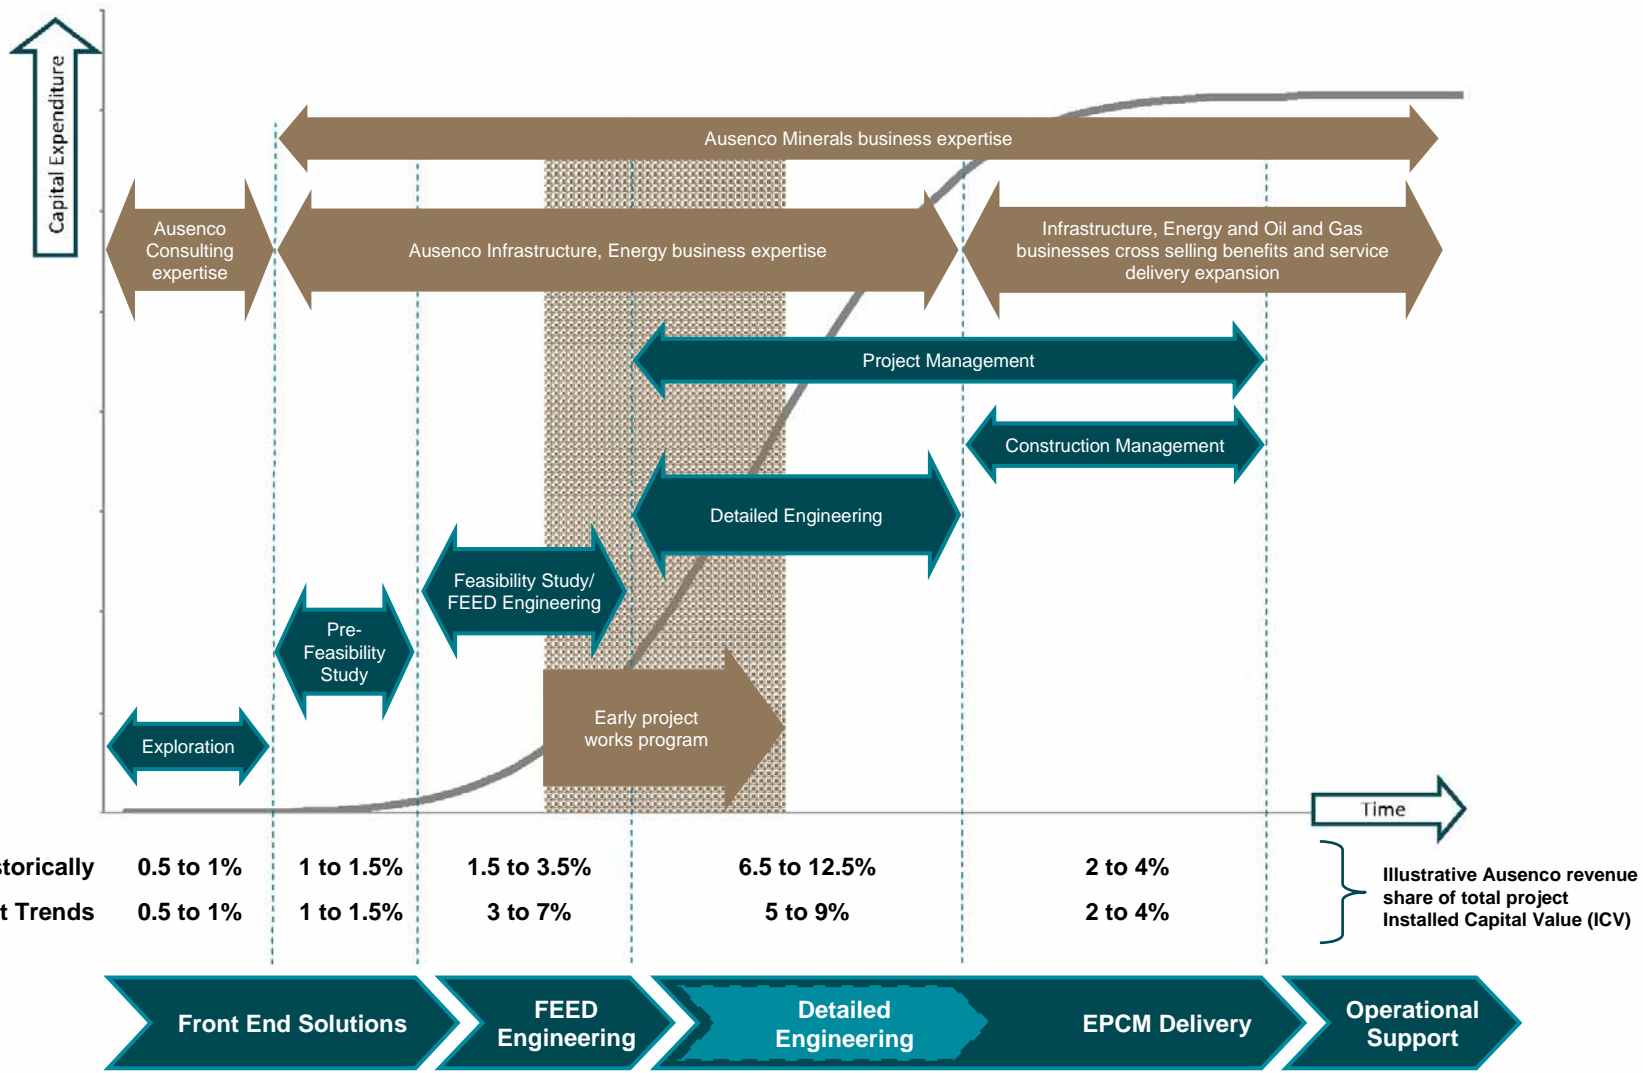 Capital Expenditure
Ausenco Minerals business expertise
Ausenco
Consulting
expertise
Ausenco Infrastructure, Energy business expertise
Infrastructure, Energy and Oil and Gas
businesses cross selling benefits and service
delivery expansion
Project Management
Construction Management
Detailed Engineering
Feasibility Study/
FEED Engineering
Pre-
Feasibility
Study
Early project
works program
Exploration
Time
storically 0.5 to 1% 1 to 1.5% 1.5 to 3.5% 6.5 to 12.5% 2 to 4%
t Trends 0.5 to 1% 1 to 1.5% 3 to 7% 5 to 9% 2 to 4%
Illustrative Ausenco revenue
share of total project
Installed Capital Value (ICV)
Front End Solutions
FEED
Engineering
Detailed
Engineering
EPCM Delivery
Operational
Support